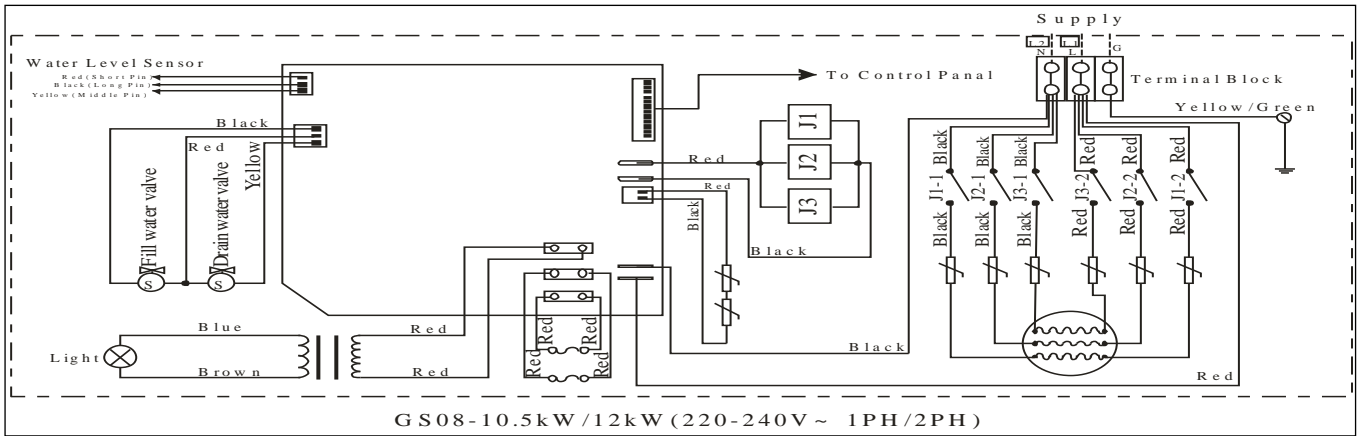 Supply
L2 L1
N L G
Water Level Sensor
Red(Short Pin)
Black(Long Pin)
Yellow(Middle Pin)
To Control Panel
Terminal Block
Yellow/Green
Black
Red
Yellow
Fill water valve
Drain water valve
S S
J1
J2
J3
Red
Red
Black
Black
J1-1 Black
J2-1 Black
J3-1 Black
J3-2 Red
J2-2 Red
J1-2 Red
Black Black Black Red Red Red
Blue
Light
Brown
Red
Red
Red Red
Red Red
Black
Red
GS08-10.5kW/12kW(220-240V~ 1PH/2PH)